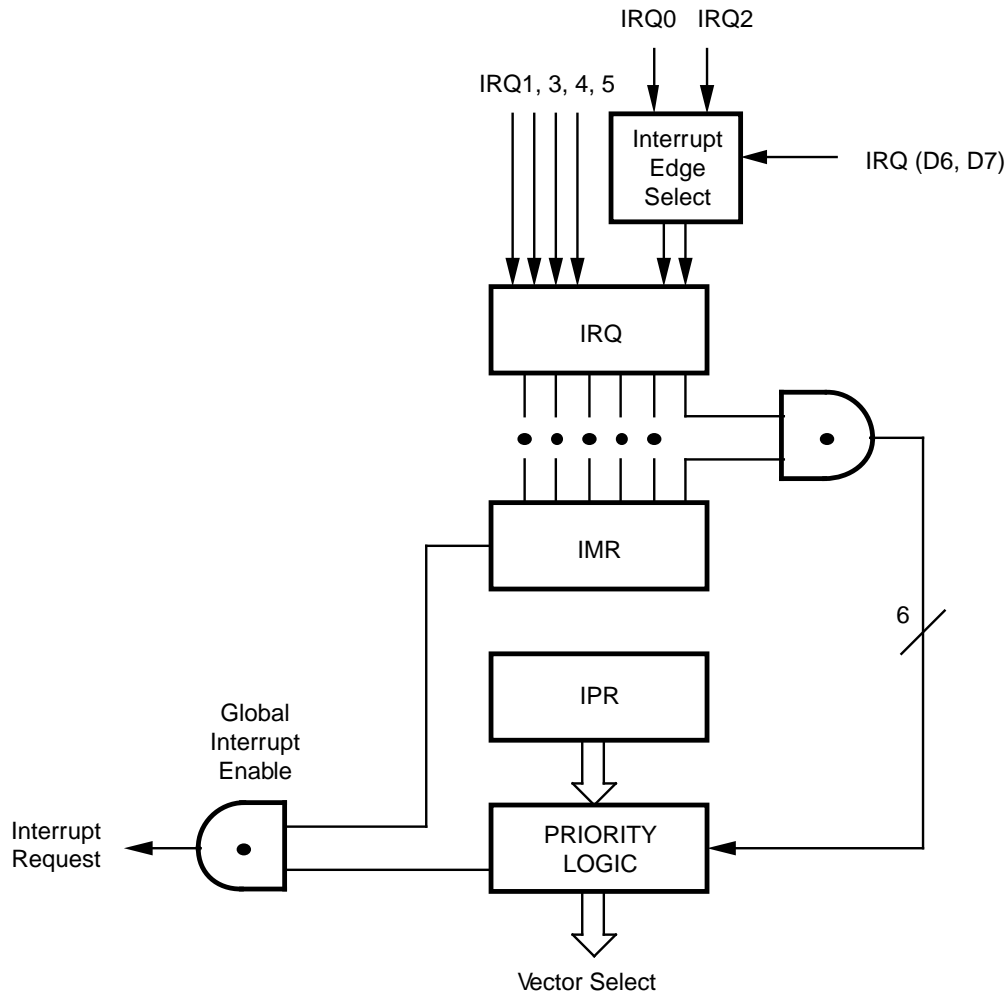 IRQ0 IRQ2
IRQ1, 3, 4, 5
Interrupt
Edge
Select
IRQ (D6, D7)
IRQ
IMR
6
IPR
Global
Interrupt
Enable
Interrupt
Request
PRIORITY
LOGIC
Vector Select